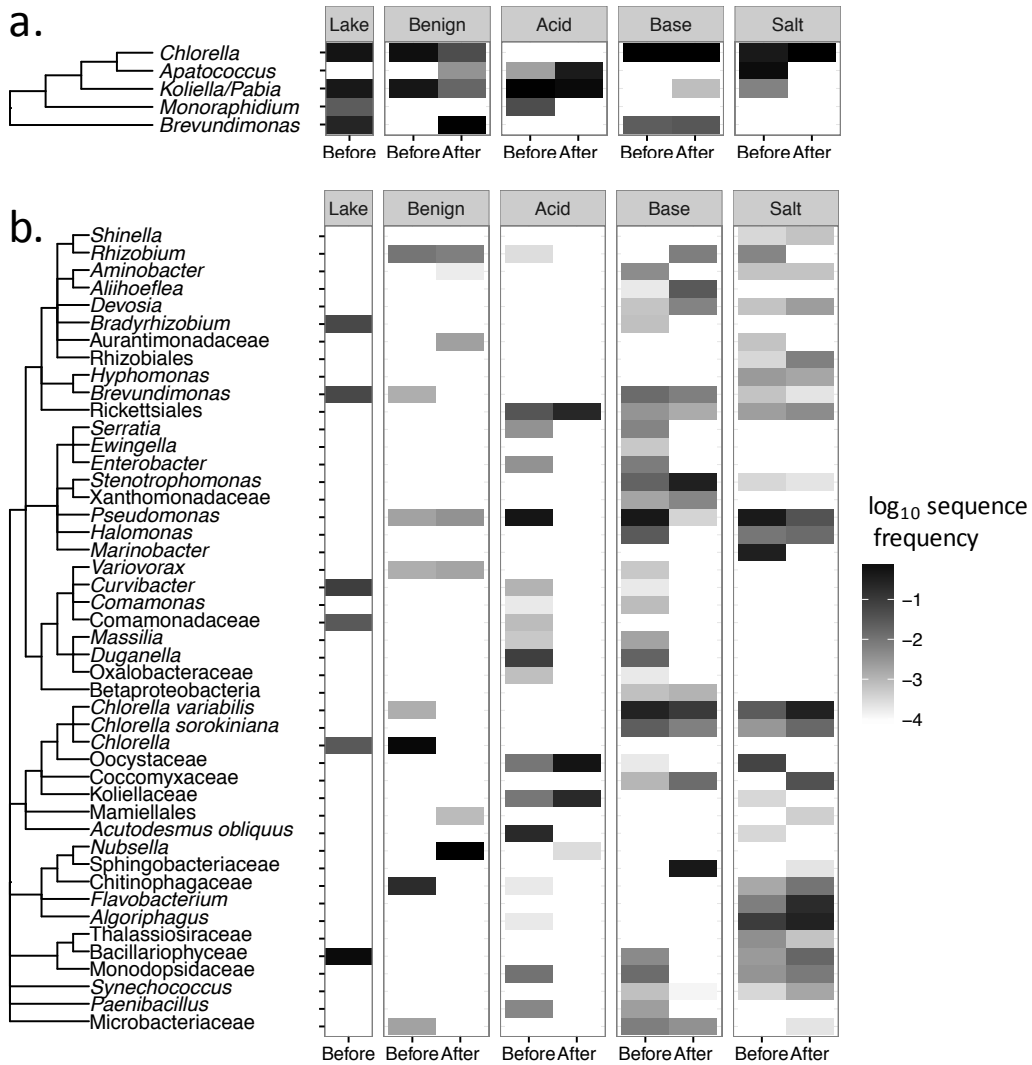 a.
Lake Benign Acid Base Salt
Chlorella
Apatococcus
Koliella/Pabia
Monoraphidium
Brevundimonas
Before Before After Before After Before After Before After
b.
Lake Benign Acid Base Salt
Shinella
Rhizobium
Aminobacter
Aliihoeflea
Devosia
Bradyrhizobium
Aurantimonadaceae
Rhizobiales
Hyphomonas
Brevundimonas
Rickettsiales
Serratia
Ewingella
Enterobacter
Stenotrophomonas
Xanthomonadaceae
Pseudomonas
Halomonas
Marinobacter
Variovorax
Curvibacter
Comamonas
Comamonadaceae
Massilia
Duganella
Oxalobacteraceae
Betaproteobacteria
Chlorella variabilis
Chlorella sorokiniana
Chlorella
Oocystaceae
Coccomyxaceae
Koliellaceae
Mamiellales
Acutodesmus obliquus
Nubsella
Sphingobacteriaceae
Chitinophagaceae
Flavobacterium
Algoriphagus
Thalassiosiraceae
Bacillariophyceae
Monodopsidaceae
Synechococcus
Paenibacillus
Microbacteriaceae
Before Before After Before After Before After Before After
log10 sequence
frequency
−1
−2
−3
−4